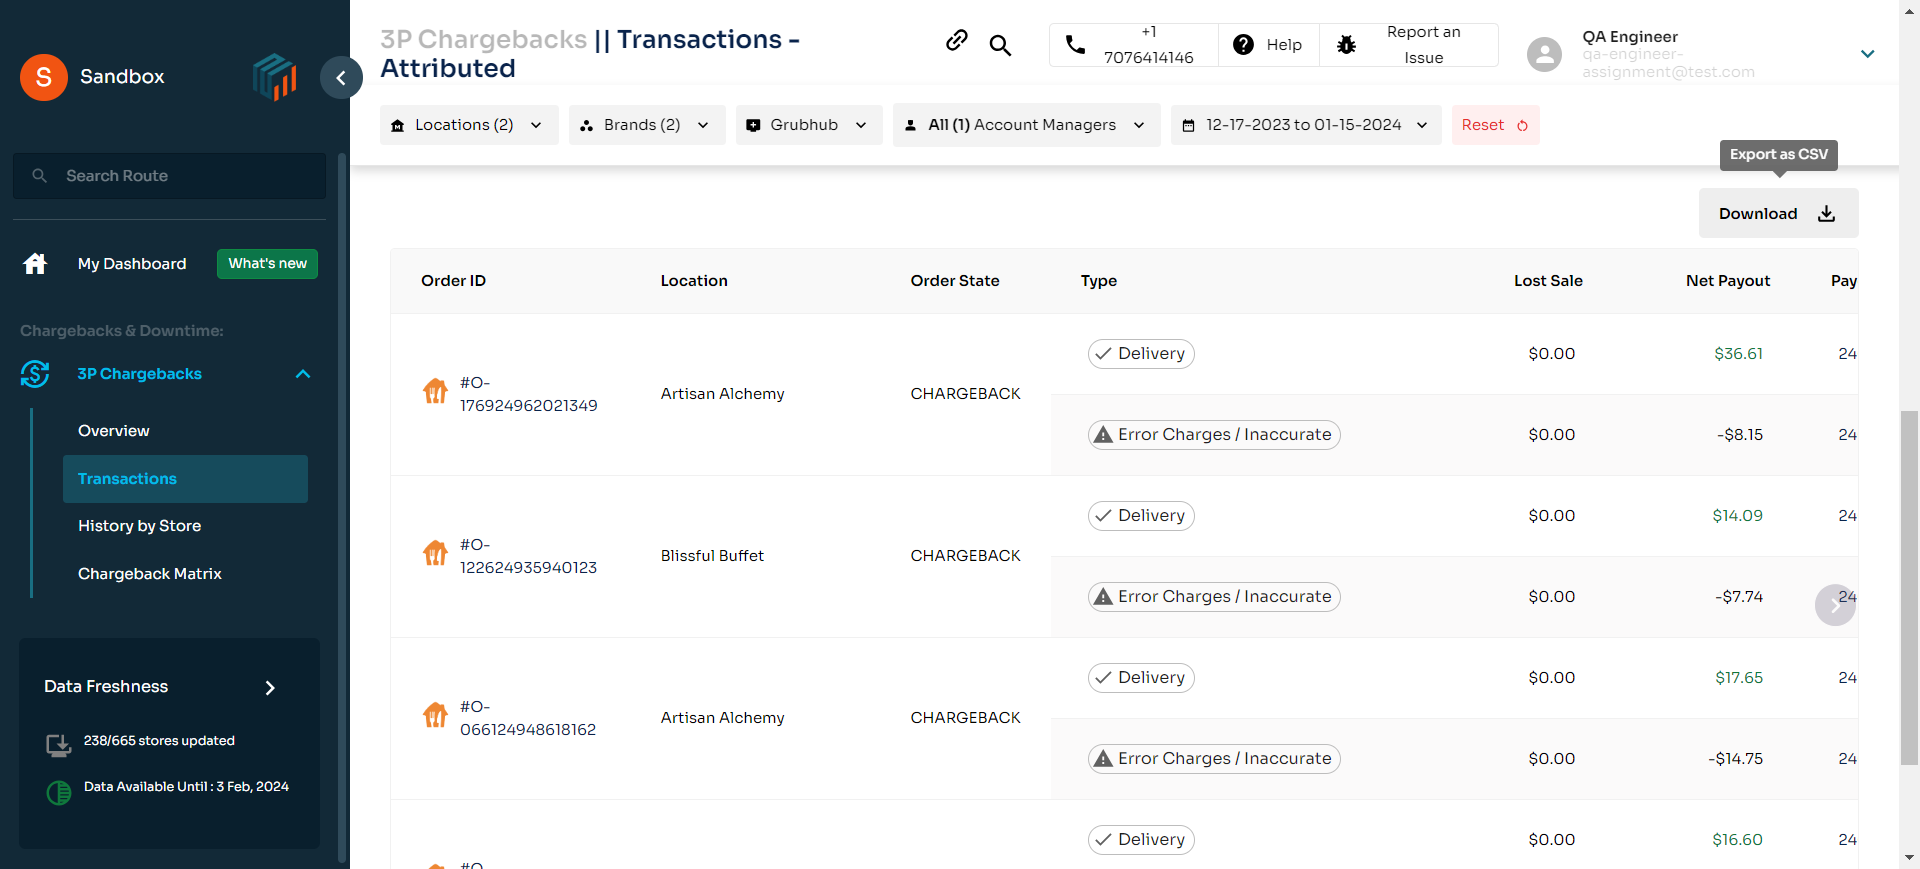 S
Sandbox
Search Route
My Dashboard
What's new
Chargebacks & Downtime:
3P Chargebacks
Overview
Transactions
History by Store
Chargeback Matrix
Data Freshness
238/665 stores updated
Data Available Until : 3 Feb, 2024
3P Chargebacks || Transactions -
Attributed
+1
7076414146
Help
Report an
Issue
QA Engineer
qa-engineer-
assignment@test.com
Locations (2)
Brands (2)
Grubhub
All (1) Account Managers
12-17-2023 to 01-15-2024
Reset
Export as CSV
Download
Order ID Location Order State Type Lost Sale Net Payout Pay
#O-
176924962021349
Artisan Alchemy
CHARGEBACK
Delivery $0.00 $36.61 24
Error Charges / Inaccurate $0.00 -$8.15 24
#O-
122624935940123
Blissful Buffet
CHARGEBACK
Delivery $0.00 $14.09 24
Error Charges / Inaccurate $0.00 -$7.74 24
#O-
066124948618162
Artisan Alchemy
CHARGEBACK
Delivery $0.00 $17.65 24
Error Charges / Inaccurate $0.00 -$14.75 24
#O-
Delivery $0.00 $16.60 24